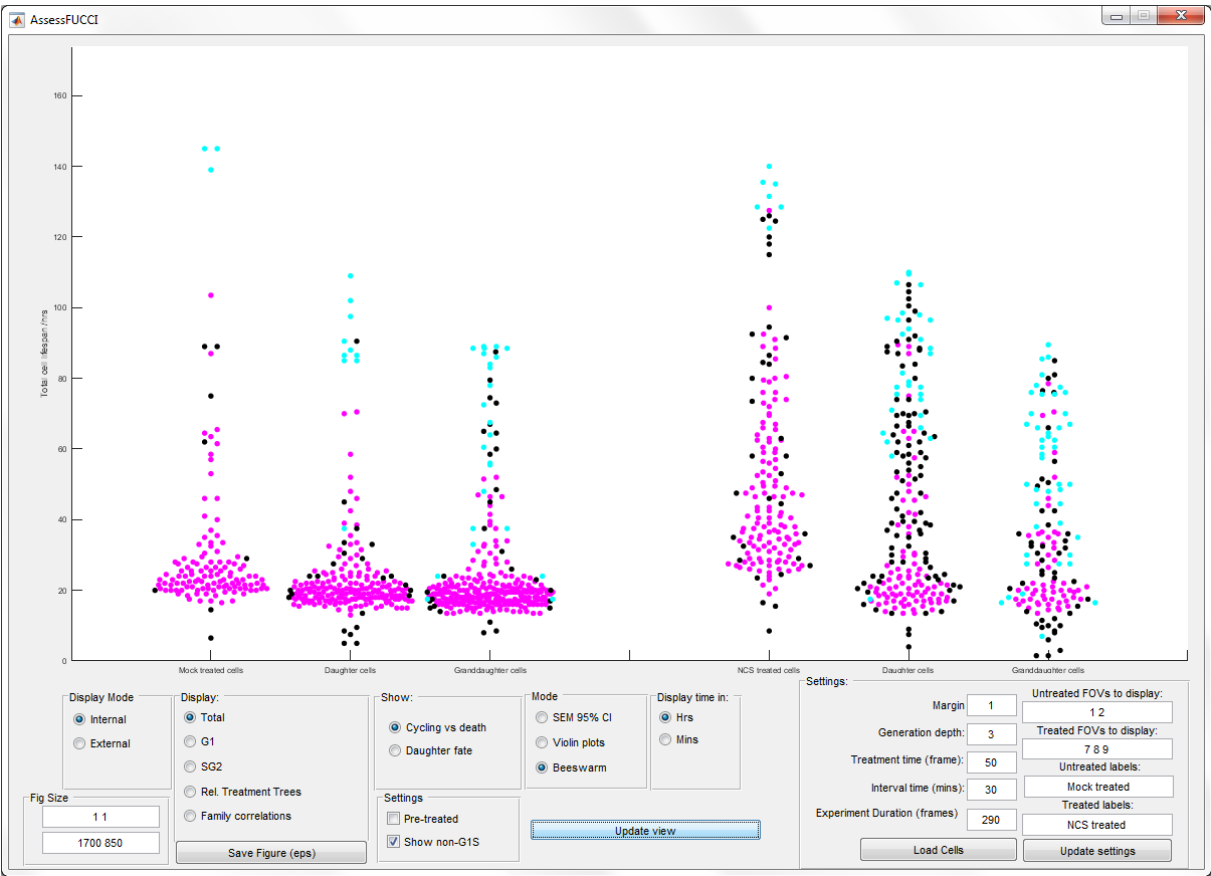 AssessFUCCI
160
140
120
100
80
60
40
20
0
Total cell lifespan /hrs
Mock treated cells
Daughter cells
Granddaughter cells
NCS treated cells
Daughter cells
Granddaughter cells
Display Mode
Internal
External
Fig Size
1 1
1700 850
Display:
Total
G1
SG2
Rel. Treatment Trees
Family correlations
Save Figure (eps)
Show:
Cycling vs death
Daughter fate
Settings
Pre-treated
Show non-G1S
Mode
SEM 95% CI
Violin plots
Beeswarm
Update view
Display time in:
Hrs
Mins
Settings:
Margin 1
Generation depth: 3
Treatment time (frame): 50
Interval time (mins): 30
Experiment Duration (frames) 290
Load Cells
Untreated FOVs to display:
1 2
Treated FOVs to display:
7 8 9
Untreated labels:
Mock treated
Treated labels:
NCS treated
Update settings